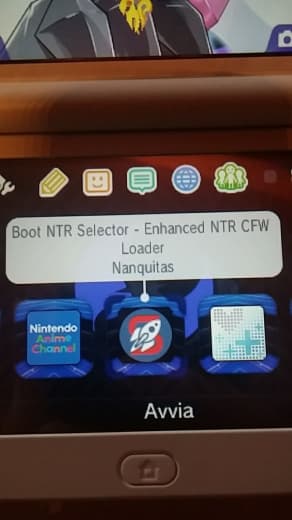 Boot NTR Selector - Enhanced NTR CFW
Loader
Nanquitas
Nintendo
Anime
Channel
Avvia